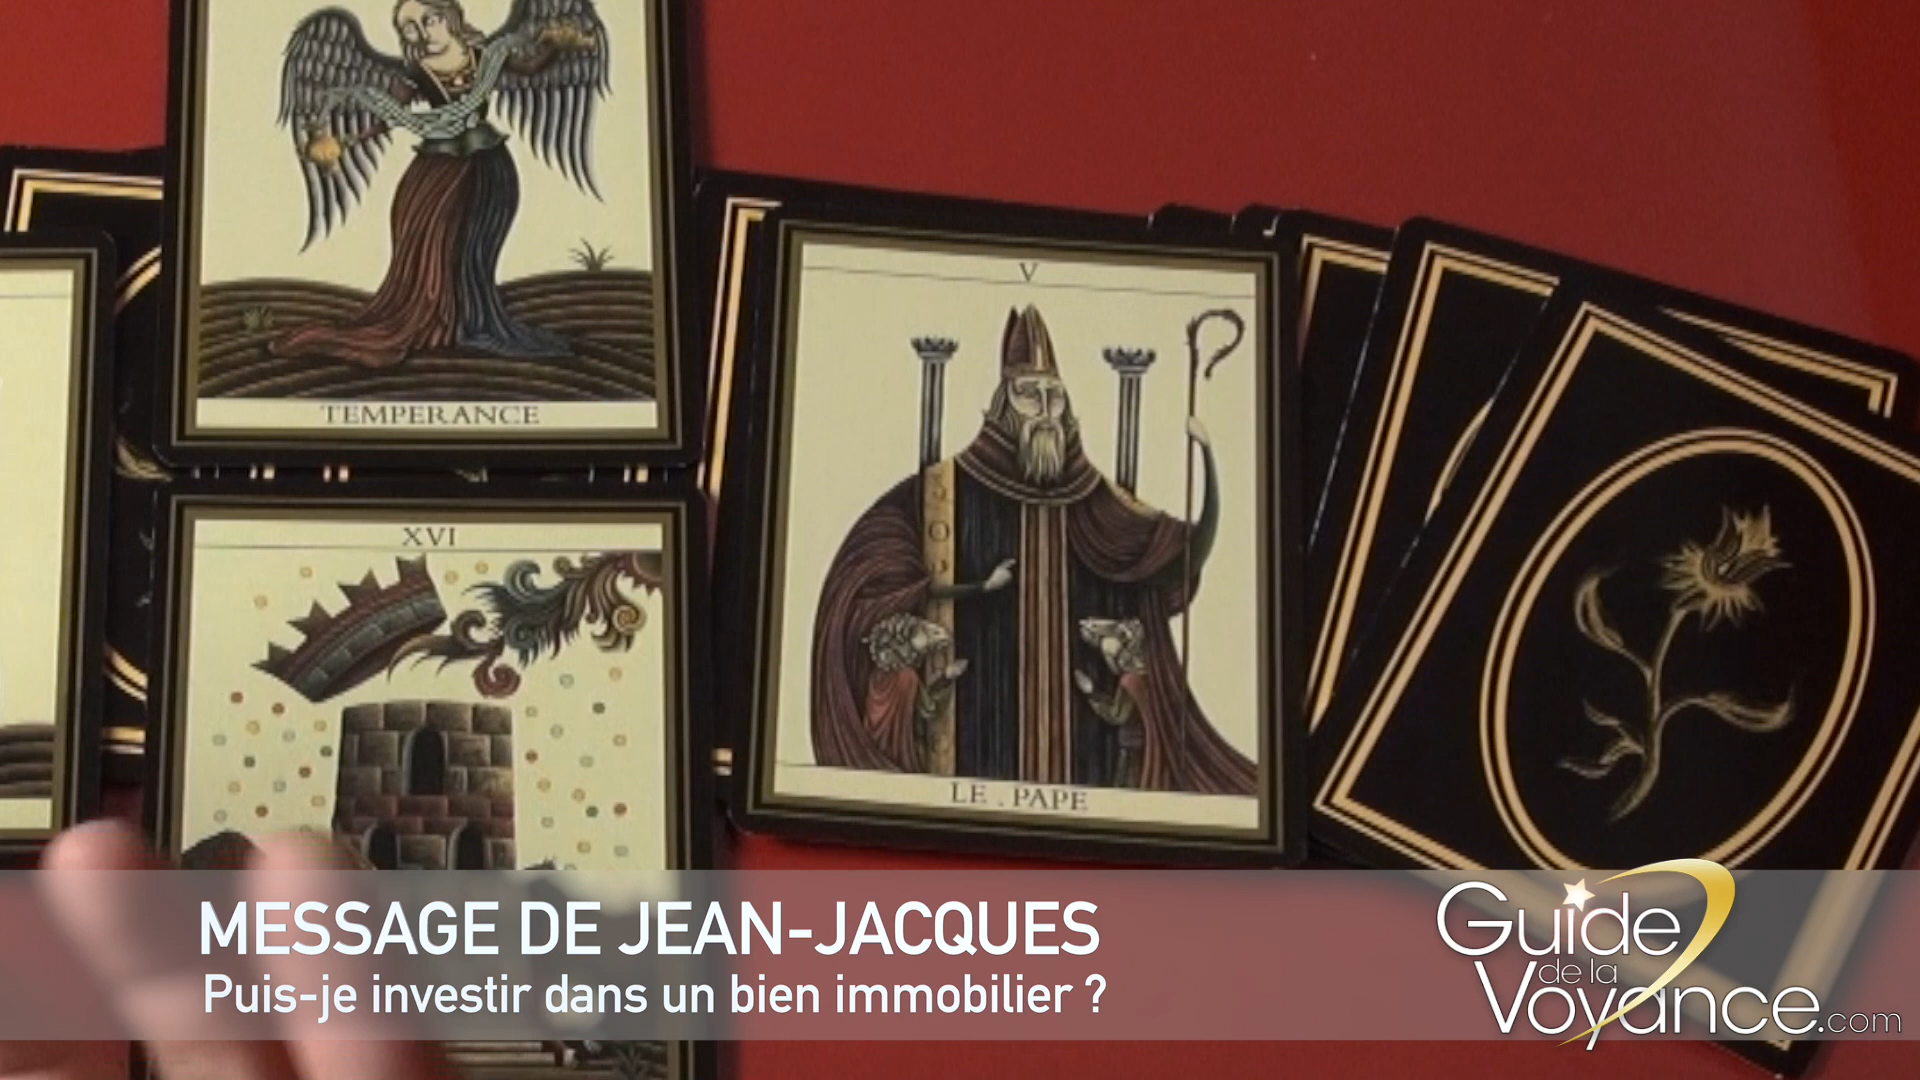 TEMPERANCE
V
LE . PAPE
XVI
MESSAGE DE JEAN-JACQUES
Puis-je investir dans un bien immobilier ?
Guide
de la
Voyance.com